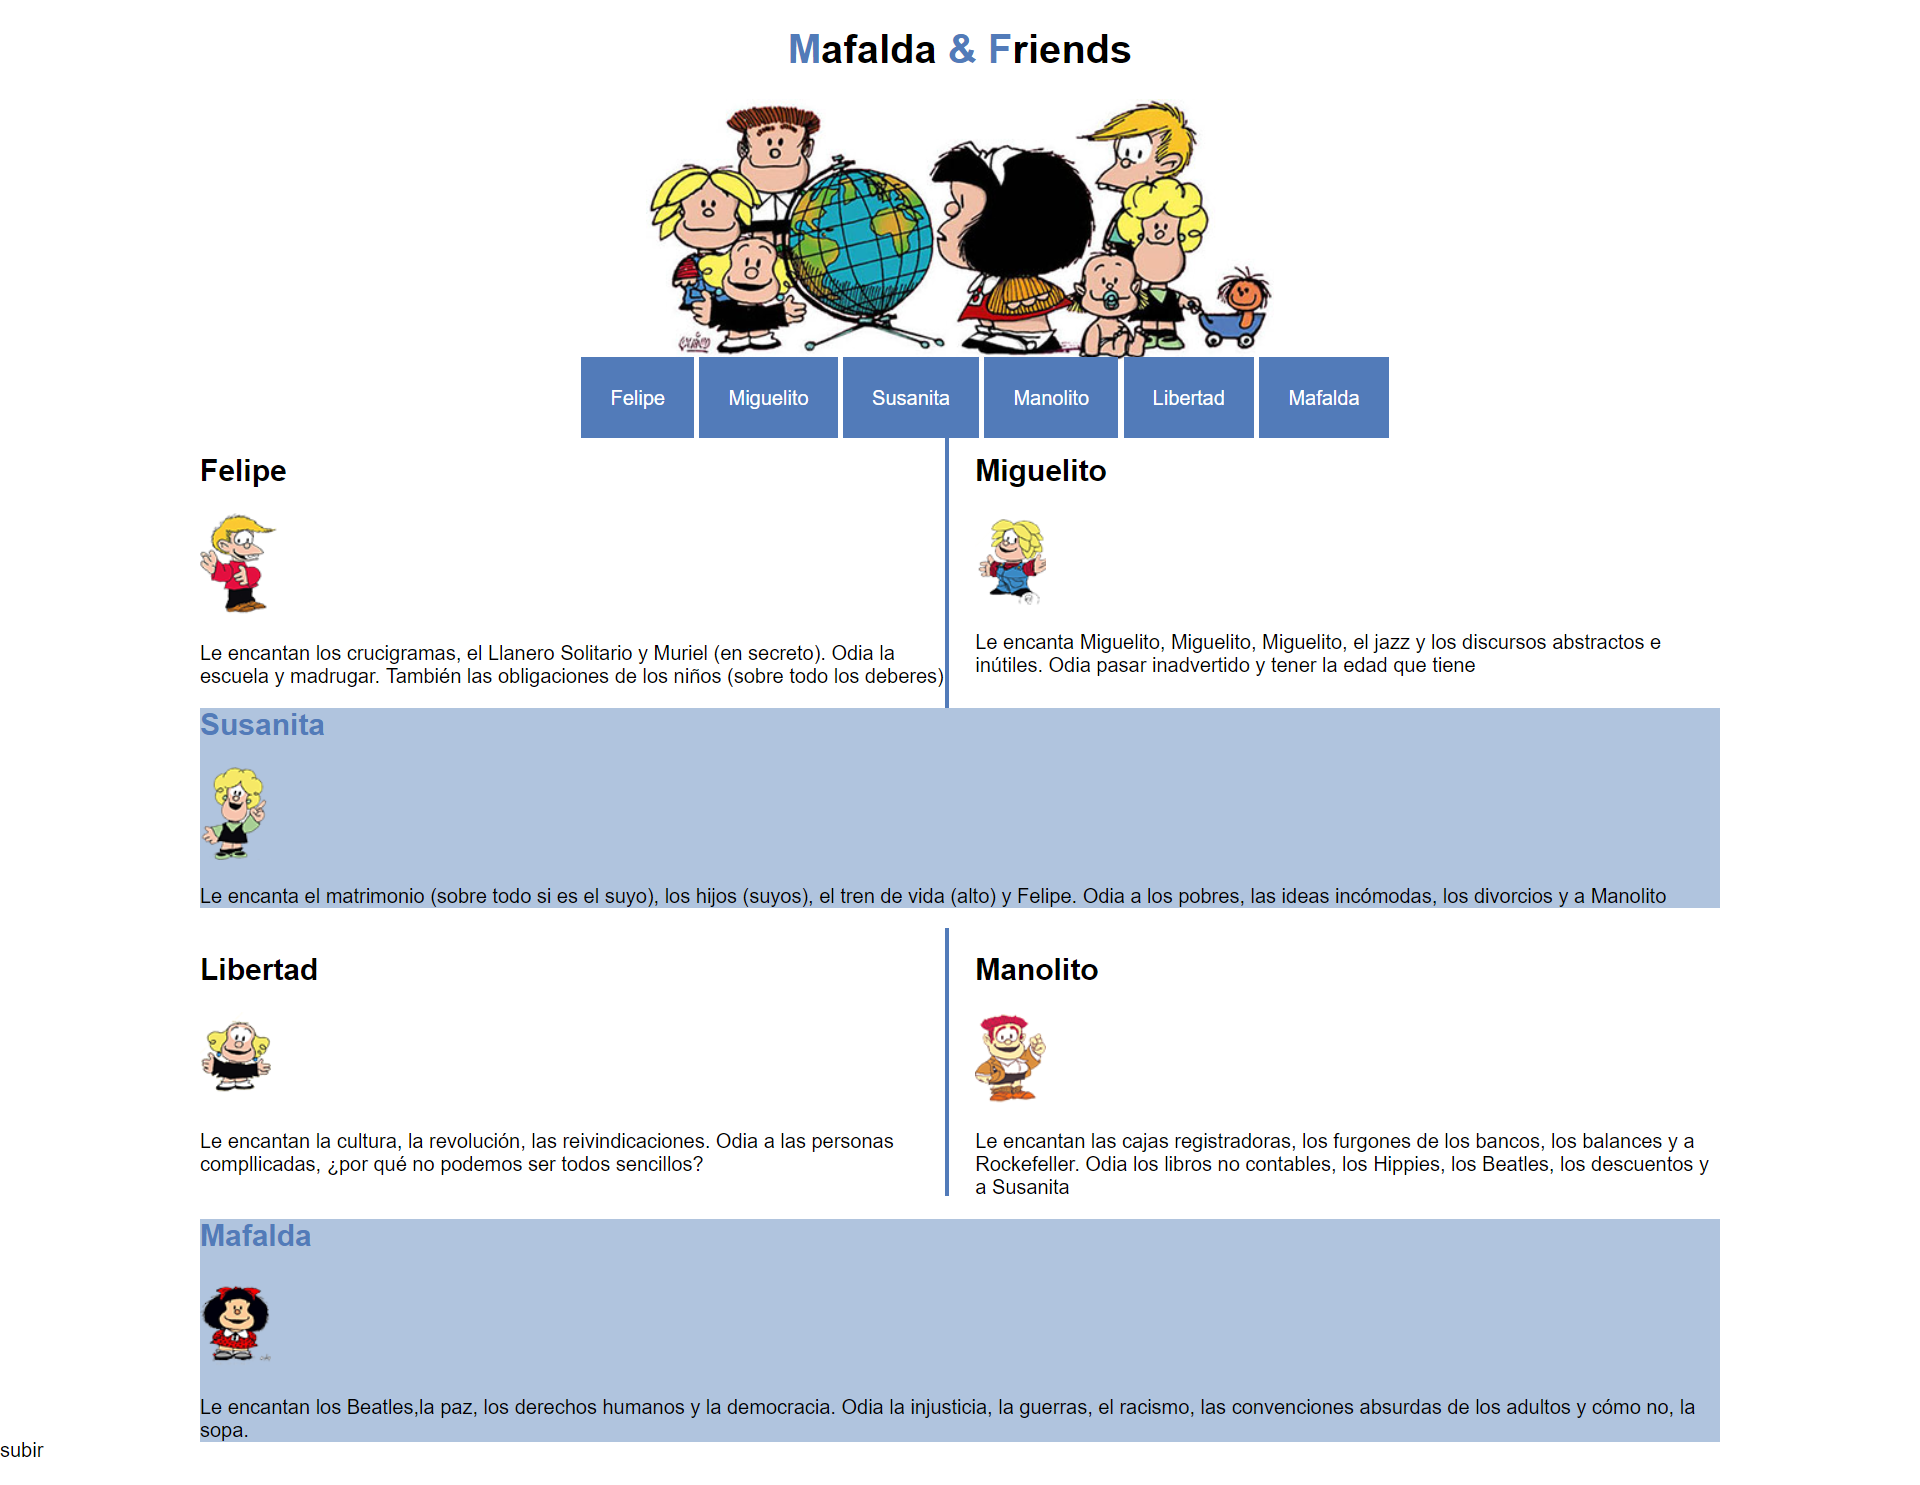 Mafalda & Friends
Felipe
Miguelito
Susanita
Manolito
Libertad
Mafalda
Felipe
Le encantan los crucigramas, el Llanero Solitario y Muriel (en secreto). Odia la
escuela y madrugar. También las obligaciones de los niños (sobre todo los deberes)
Miguelito
Le encanta Miguelito, Miguelito, Miguelito, el jazz y los discursos abstractos e
inútiles. Odia pasar inadvertido y tener la edad que tiene
Susanita
Le encanta el matrimonio (sobre todo si es el suyo), los hijos (suyos), el tren de vida (alto) y Felipe. Odia a los pobres, las ideas incómodas, los divorcios y a Manolito
Libertad
Le encantan la cultura, la revolución, las reivindicaciones. Odia a las personas
compllicadas, ¿por qué no podemos ser todos sencillos?
Manolito
Le encantan las cajas registradoras, los furgones de los bancos, los balances y a
Rockefeller. Odia los libros no contables, los Hippies, los Beatles, los descuentos y
a Susanita
Mafalda
Le encantan los Beatles,la paz, los derechos humanos y la democracia. Odia la injusticia, la guerras, el racismo, las convenciones absurdas de los adultos y cómo no, la
sopa.
subir